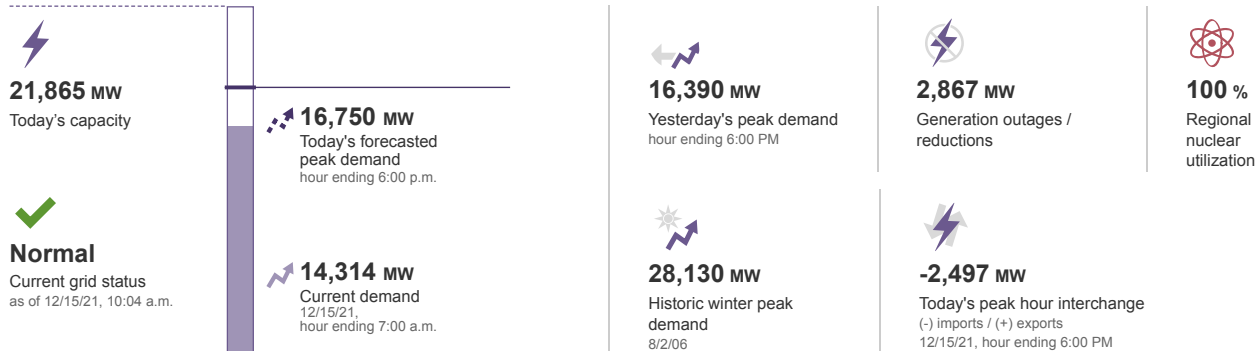 21,865 MW
Today's capacity
Normal
Current grid status
as of 12/15/21, 10:04 a.m.
16,750 MW
Today's forecasted
peak demand
hour ending 6:00 p.m.
14,314 MW
Current demand
12/15/21,
hour ending 7:00 a.m.
16,390 MW
Yesterday's peak demand
hour ending 6:00 PM
2,867 MW
Generation outages /
reductions
100 %
Regional
nuclear
utilization
28,130 MW
Historic winter peak
demand
8/2/06
-2,497 MW
Today's peak hour interchange
(-) imports / (+) exports
12/15/21, hour ending 6:00 PM